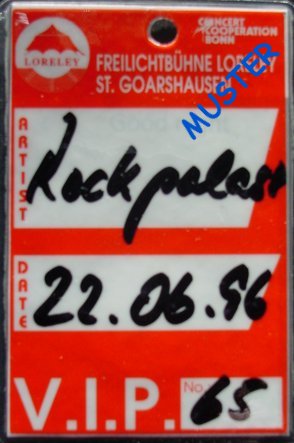 LORELEY
CONCERT
COOPERATION
BONN
FREILICHTBÜHNE LORELEY
ST. GOARSHAUSEN
MUSTER
ARTIST
Rockpalast
DATE
22.06.96
V.I.P.
No. 65